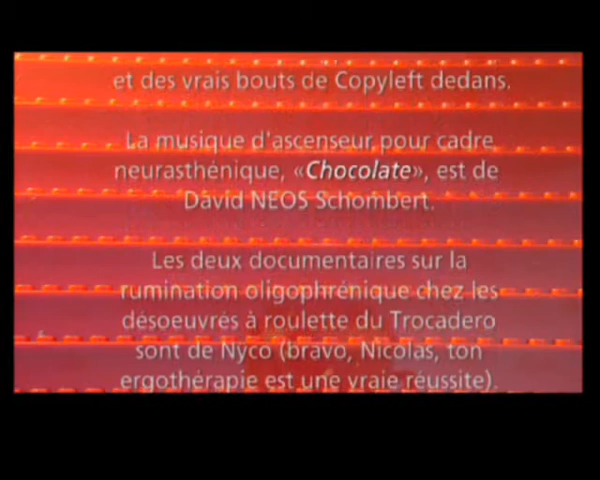 et des vrais bouts de Copyleft dedans.
La musique d'ascenseur pour cadre
neurasthénique, «Chocolate», est de
David NEOS Schombert.
Les deux documentaires sur la
rumination oligophrénique chez les
désoeuvrés à roulette du Trocadero
sont de Nyco (bravo, Nicolas, ton
ergothérapie est une vraie réussite).